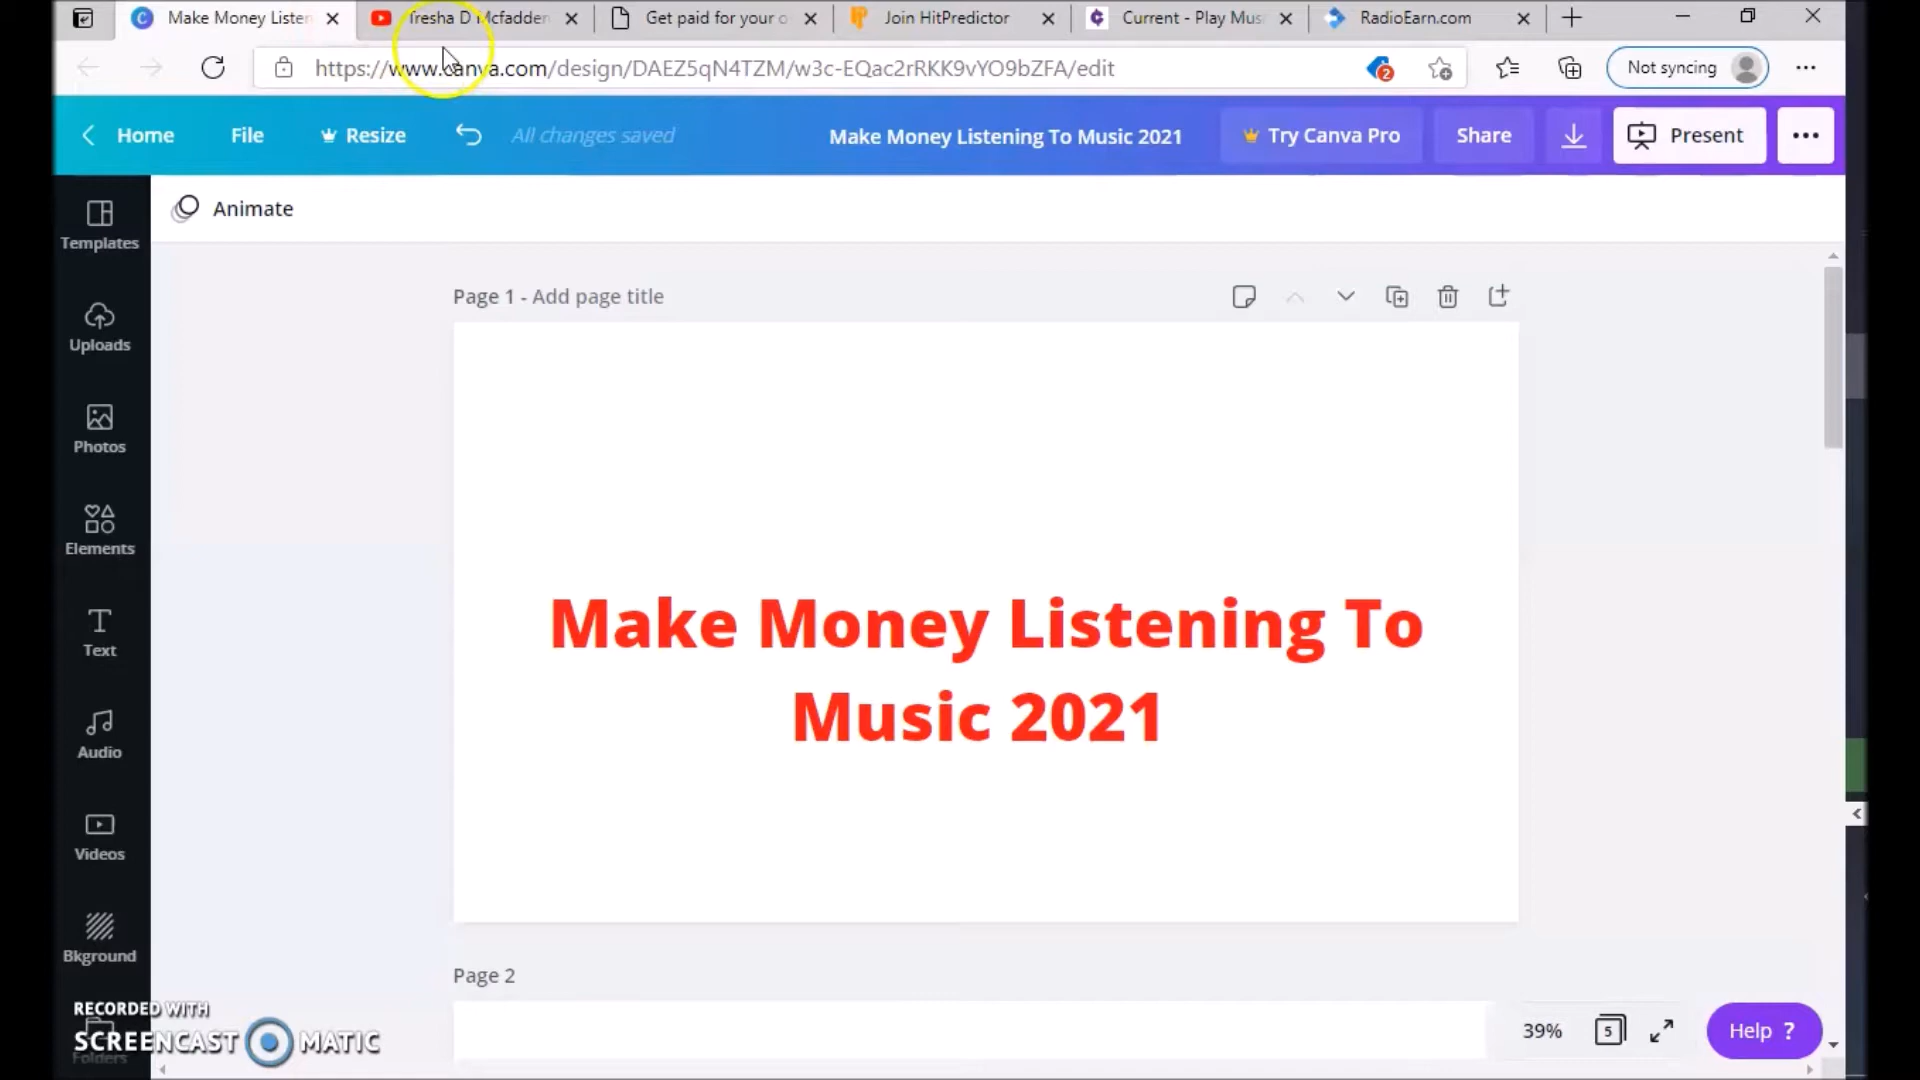 Make Money Listen
Tresha D Mcfadden
Get paid for your o
Join HitPredictor
Current - Play Mus
RadioEarn.com
https://www.canva.com/design/DAEZ5qN4TZM/w3c-EQac2rRKK9vYO9bZFA/edit
2
Not syncing
Home
File
Resize
All changes saved
Make Money Listening To Music 2021
Try Canva Pro
Share
Present
Animate
Templates
Uploads
Photos
Elements
Text
Audio
Videos
Bkground
Folders
Page 1 - Add page title
Make Money Listening To
Music 2021
Page 2
RECORDED WITH
SCREENCAST MATIC
39%
5
Help ?